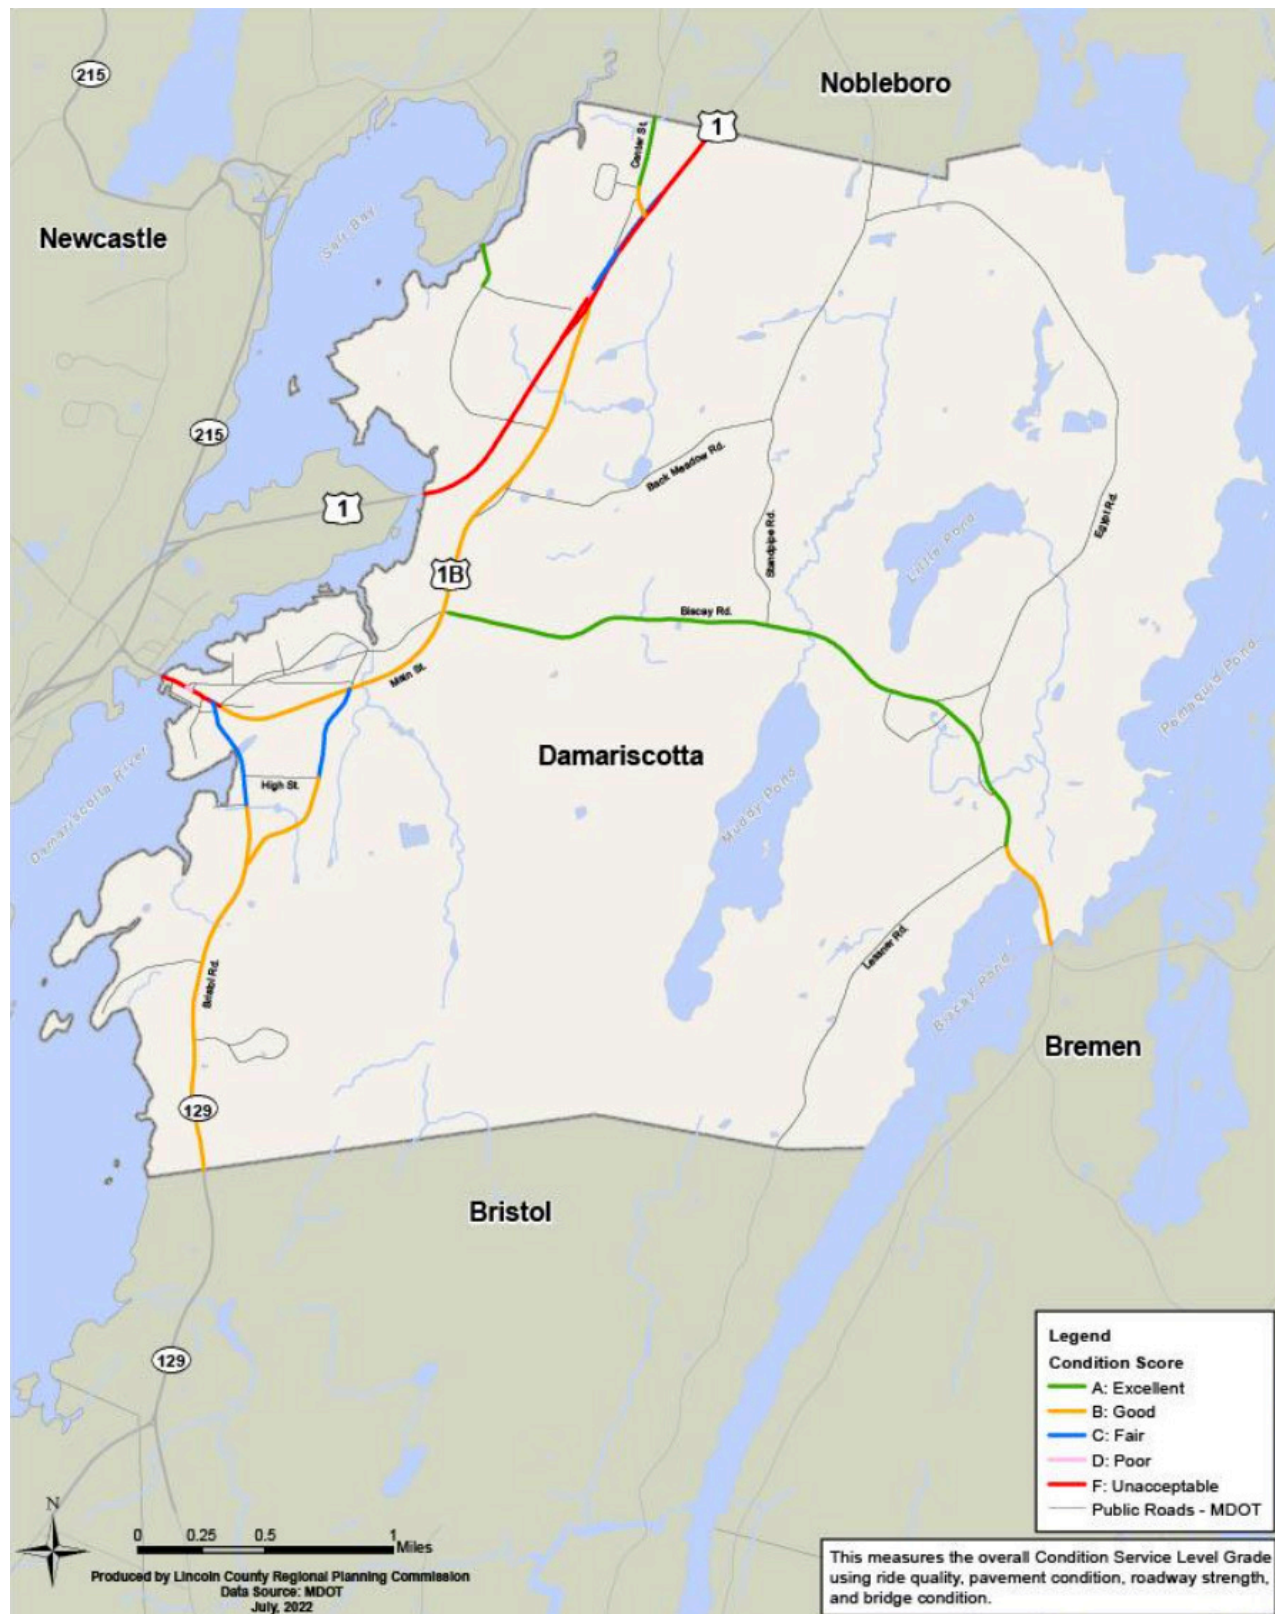 Nobleboro
215
1
Center St.
Newcastle
Salt Bay
215
Back Meadow Rd.
1
Egypt Rd.
Standpipe Rd.
Little Pond
1B
Biscay Rd.
Main St.
Pemaquid Pond
Damariscotta
High St.
Muddy Pond
Damariscotta River
Lessner Rd.
Bristol Rd.
Biscay Pond
Bremen
129
Bristol
129
Legend
Condition Score
A: Excellent
B: Good
C: Fair
D: Poor
F: Unacceptable
Public Roads - MDOT
N
0 0.25 0.5 1
Miles
Produced by Lincoln County Regional Planning Commission
Data Source: MDOT
July, 2022
This measures the overall Condition Service Level Grade
using ride quality, pavement condition, roadway strength,
and bridge condition.